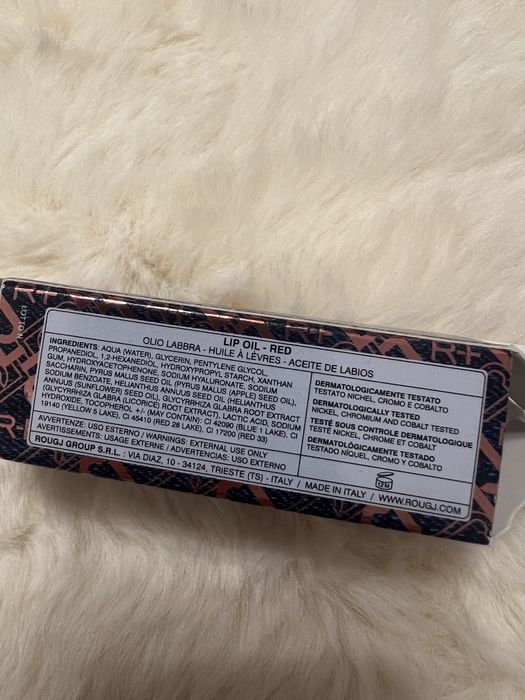 LIP OIL - RED
OLIO LABBRA - HUILE À LÈVRES - ACEITE DE LABIOS
INGREDIENTS: AQUA (WATER), GLYCERIN, PENTYLENE GLYCOL,
PROPANEDIOL, 1,2-HEXANEDIOL, HYDROXYPROPYL STARCH, XANTHAN
GUM, HYDROXYACETOPHENONE, SODIUM HYALURONATE, SODIUM
SACCHARIN, PYRUS MALUS SEED OIL (PYRUS MALUS (APPLE) SEED OIL),
SODIUM BENZOATE, HELIANTHUS ANNUUS SEED OIL (HELIANTHUS
ANNUUS (SUNFLOWER) SEED OIL), GLYCYRRHIZA GLABRA ROOT EXTRACT
(GLYCYRRHIZA GLABRA (LICORICE) ROOT EXTRACT), LACTIC ACID, SODIUM
HYDROXIDE, TOCOPHEROL +/- (MAY CONTAIN): CI 42090 (BLUE 1 LAKE), CI
19140 (YELLOW 5 LAKE), CI 45410 (RED 28 LAKE), CI 17200 (RED 33)
AVVERTENZE: USO ESTERNO / WARNINGS: EXTERNAL USE ONLY
AVERTISSEMENTS: USAGE EXTERNE / ADVERTENCIAS: USO EXTERNO
DERMATOLOGICAMENTE TESTATO
TESTATO NICHEL, CROMO E COBALTO
DERMATOLOGICALLY TESTED
NICKEL, CHROMIUM AND COBALT TESTED
TESTÉ SOUS CONTRÔLE DERMATOLOGIQUE
TESTÉ NICKEL, CHROME ET COBALT
DERMATOLÓGICAMENTE TESTADO
TESTADO NÍQUEL, CROMO Y COBALTO
12M
ROUGJ GROUP S.R.L. : VIA DIAZ, 10 - 34124, TRIESTE (TS) - ITALY / MADE IN ITALY / WWW.ROUGJ.COM
LOTTO N.